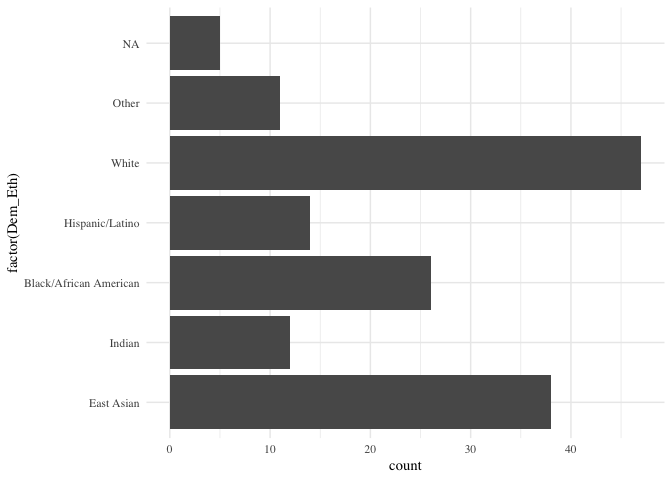 NA
Other
White
Hispanic/Latino
Black/African American
Indian
East Asian
factor(Dem_Eth)
0 10 20 30 40
count